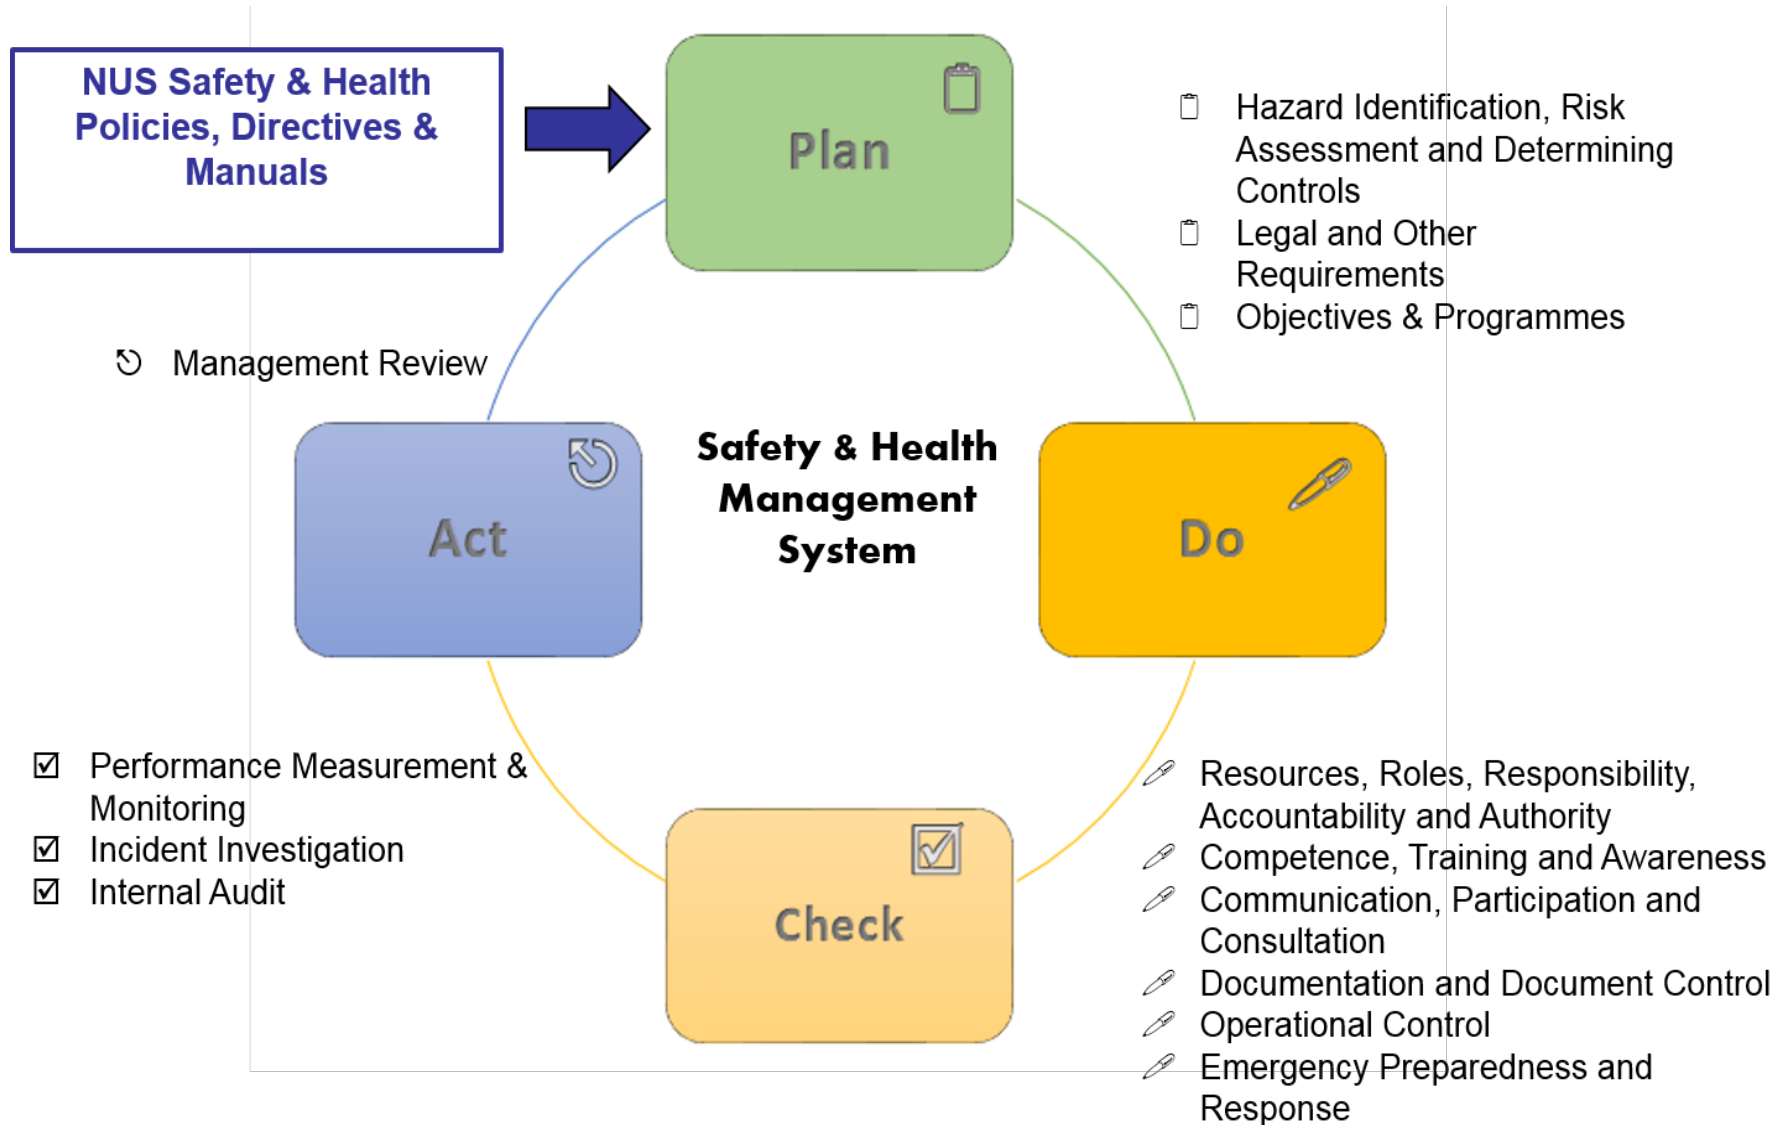 NUS Safety & Health
Policies, Directives &
Manuals
Plan
Hazard Identification, Risk
Assessment and Determining
Controls
Legal and Other
Requirements
Objectives & Programmes
Management Review
Act
Safety & Health
Management
System
Do
Performance Measurement &
Monitoring
Incident Investigation
Internal Audit
Check
Resources, Roles, Responsibility,
Accountability and Authority
Competence, Training and Awareness
Communication, Participation and
Consultation
Documentation and Document Control
Operational Control
Emergency Preparedness and
Response